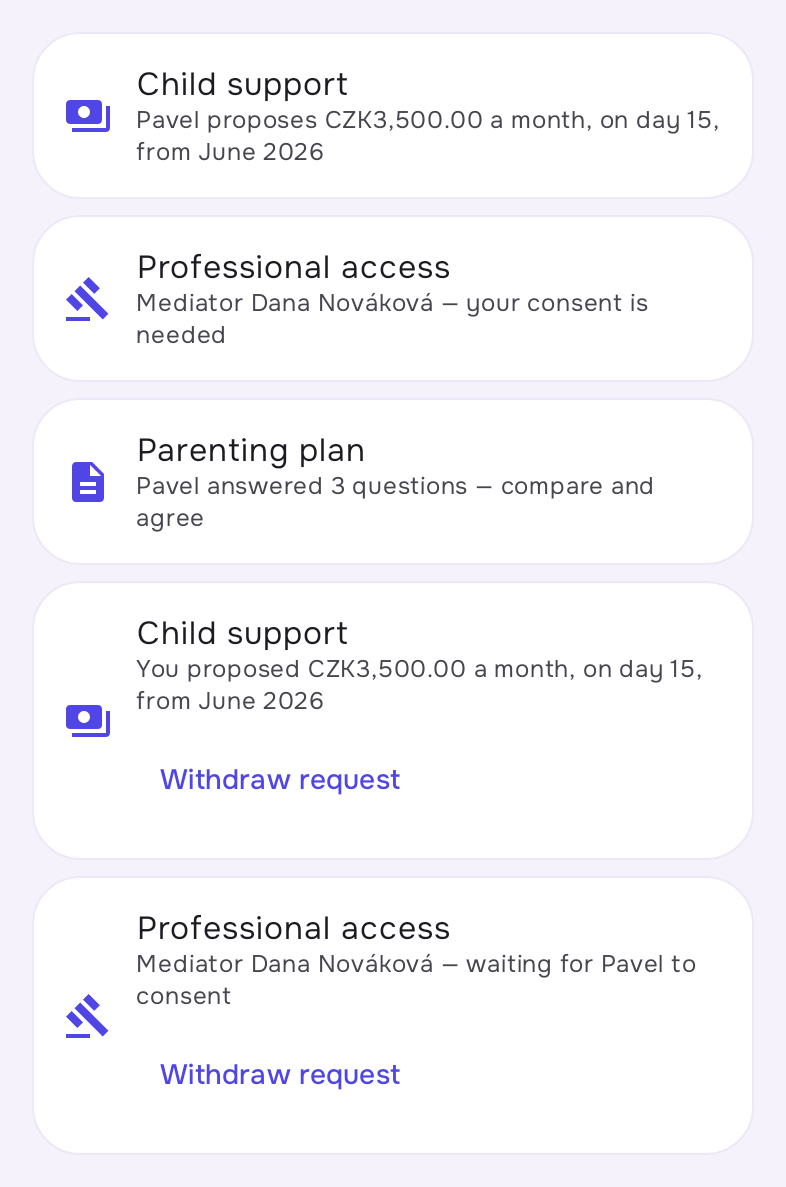 Child support
Pavel proposes CZK3,500.00 a month, on day 15,
from June 2026
Professional access
Mediator Dana Nováková — your consent is
needed
Parenting plan
Pavel answered 3 questions — compare and
agree
Child support
You proposed CZK3,500.00 a month, on day 15,
from June 2026
Withdraw request
Professional access
Mediator Dana Nováková — waiting for Pavel to
consent
Withdraw request